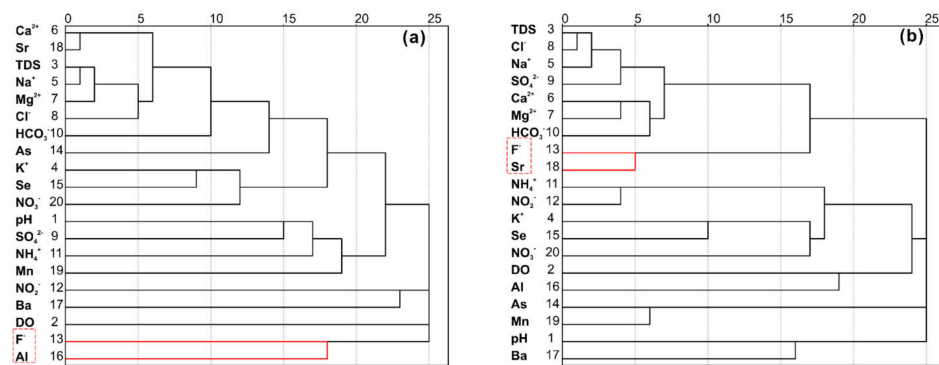 0 5 10 15 20 25
(a)
Ca²⁺ 6
Sr 18
TDS 3
Na⁺ 5
Mg²⁺ 7
Cl⁻ 8
HCO₃⁻ 10
As 14
K⁺ 4
Se 15
NO₃⁻ 20
pH 1
SO₄²⁻ 9
NH₄⁺ 11
Mn 19
NO₂⁻ 12
Ba 17
DO 2
F⁻ 13
Al 16
0 5 10 15 20 25
(b)
TDS 3
Cl⁻ 8
Na⁺ 5
SO₄²⁻ 9
Ca²⁺ 6
Mg²⁺ 7
HCO₃⁻ 10
F⁻ 13
Sr 18
NH₄⁺ 11
NO₂⁻ 12
K⁺ 4
Se 15
NO₃⁻ 20
DO 2
Al 16
As 14
Mn 19
pH 1
Ba 17